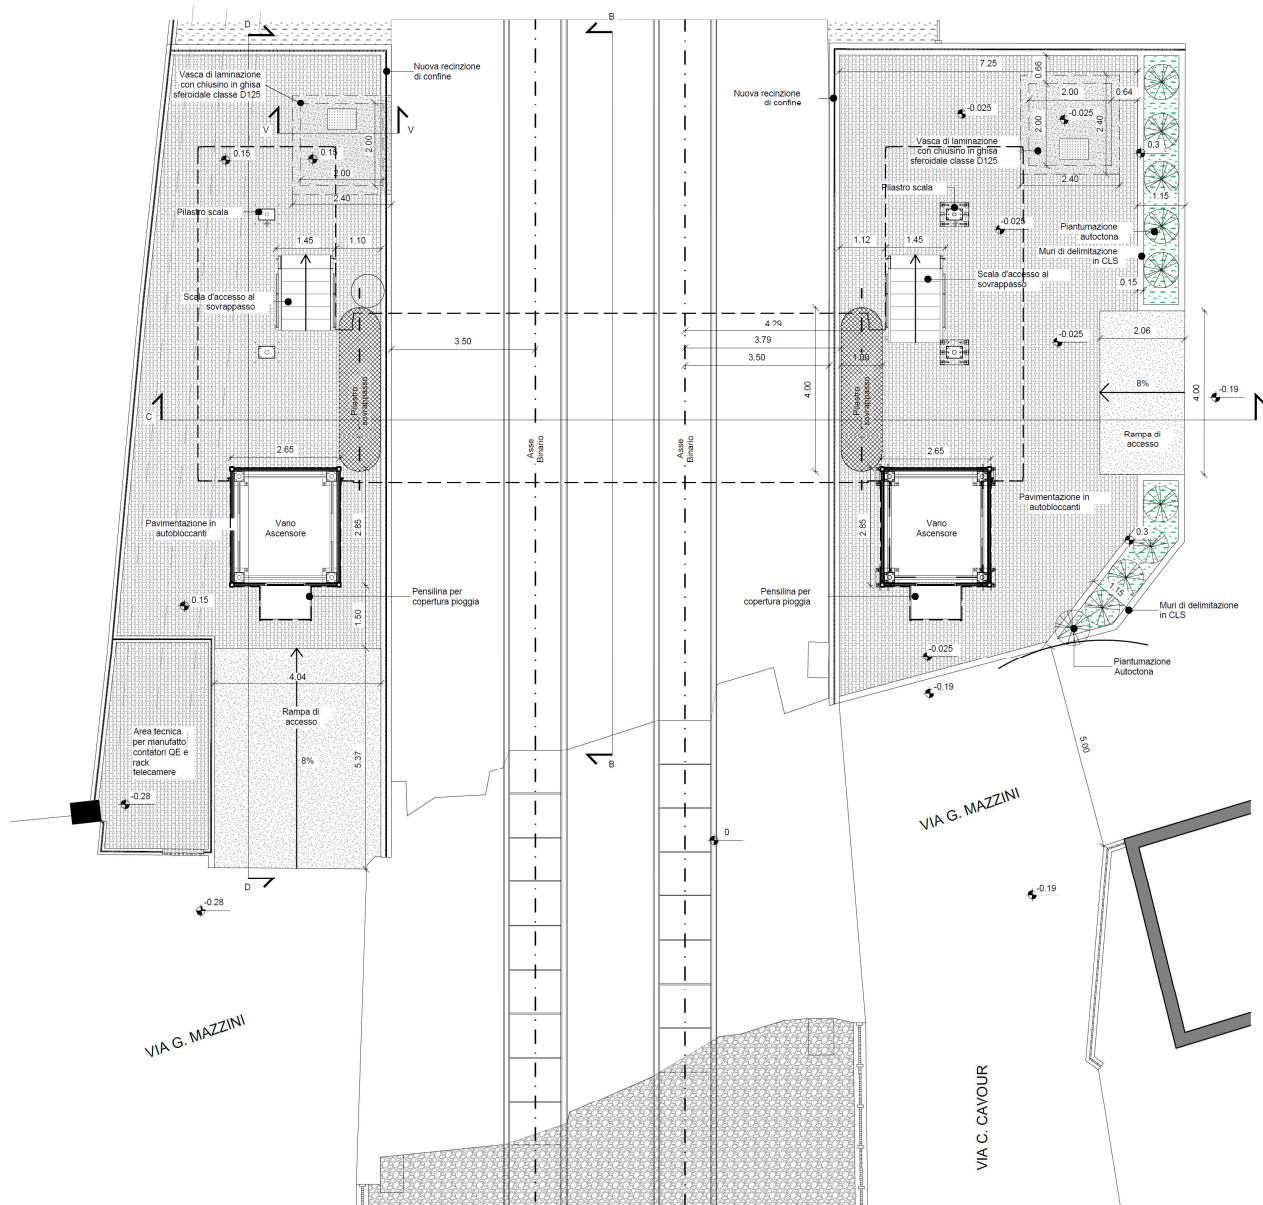 D
B
Nuova recinzione
di confine
Vasca di laminazione
con chiusino in ghisa
sferoidale classe D125
V
V
2.00
0.15
0.15
2.00
2.40
Pilastro scala
1.45
1.10
Scala d'accesso al
sovrappasso
3.50
Pilastro
sovrappasso
C
2.65
Pavimentazione in
autobloccanti
Vano
Ascensore
2.85
Pensilina per
copertura pioggia
0.15
1.50
4.04
Rampa di
accesso
Area tecnica
per manufatto
contatori QE e
rack
telecamere
8%
5.37
-0.28
D
-0.28
VIA G. MAZZINI
Asse
Binario
Asse
Binario
B
0
Nuova recinzione
di confine
7.25
0.66
2.00
0.64
-0.025
-0.025
2.00
2.40
Vasca di laminazione
con chiusino in ghisa
sferoidale classe D125
0.3
2.40
Pilastro scala
1.15
-0.025
Piantumazione
autoctona
1.12
1.45
Muri di delimitazione
in CLS
Scala d'accesso al
sovrappasso
0.15
4.29
3.79
3.50
1.00
-0.025
2.06
4.00
Pilastro
sovrappasso
8%
4.00
-0.19
Rampa di
accesso
2.65
Pavimentazione in
autobloccanti
Vano
Ascensore
2.85
0.3
1.15
Pensilina per
copertura pioggia
Muri di delimitazione
in CLS
-0.025
Piantumazione
Autoctona
-0.19
5.00
VIA G. MAZZINI
-0.19
VIA C. CAVOUR